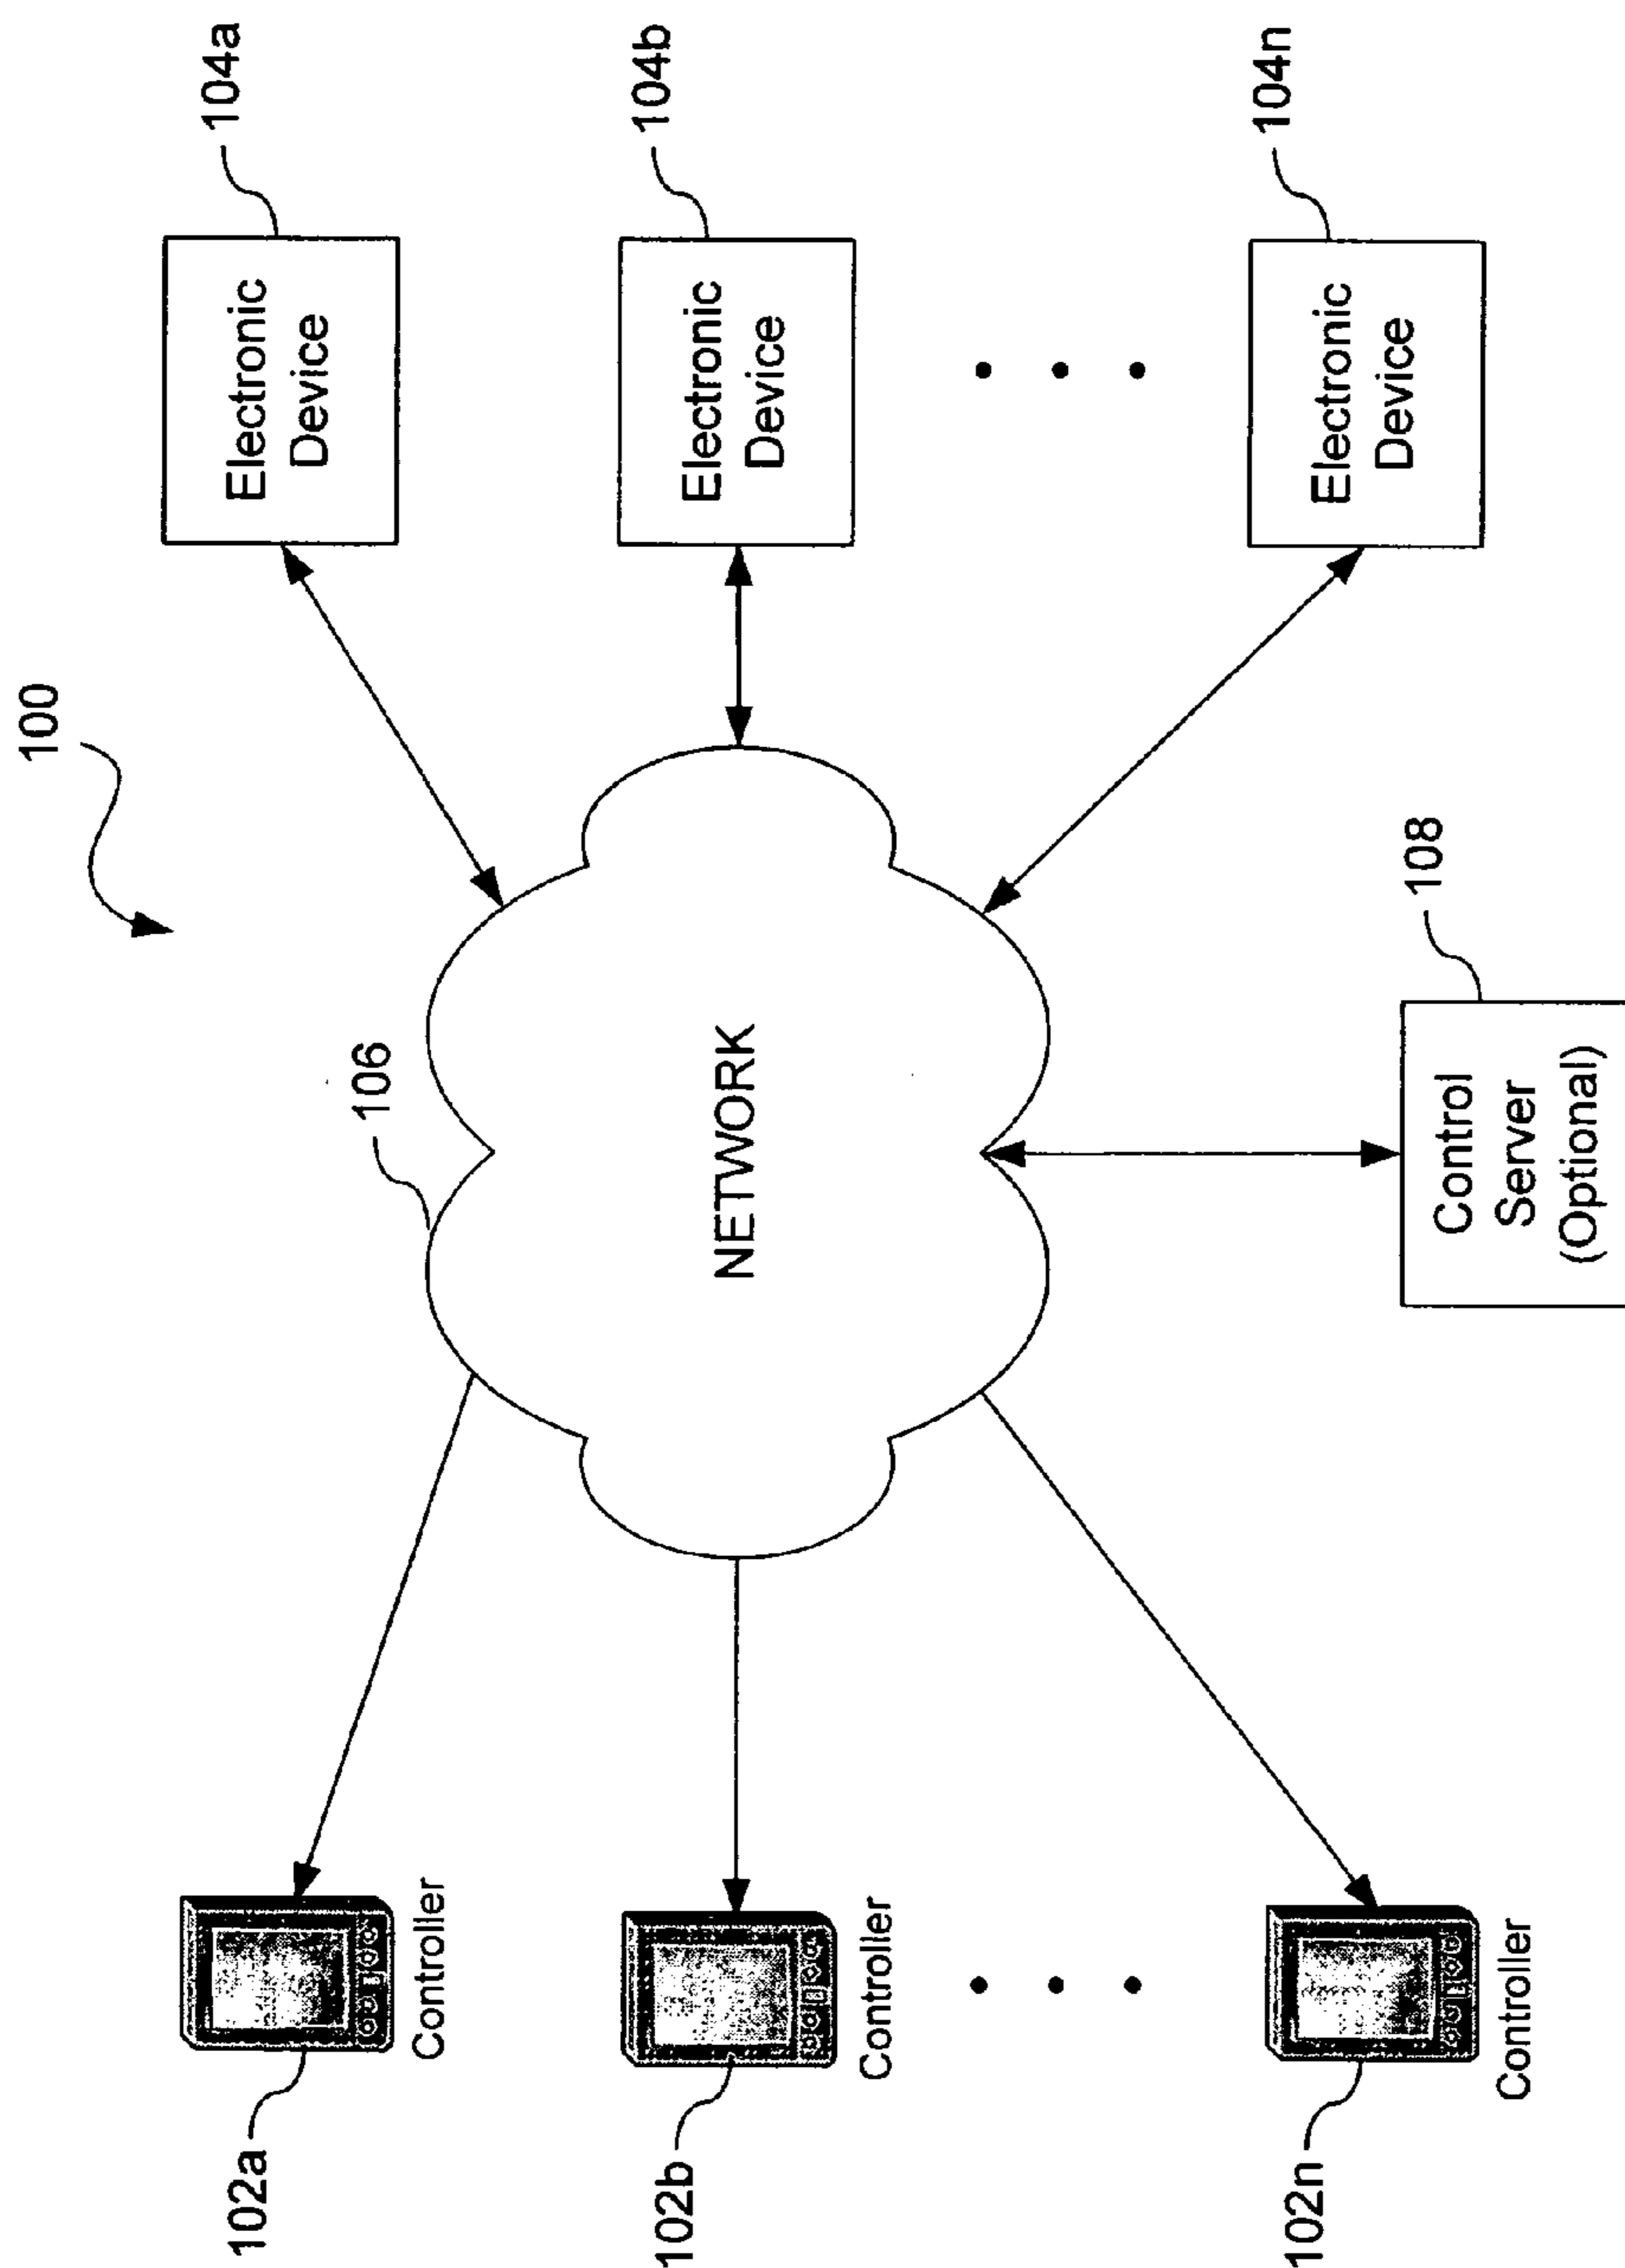 100
102a
Controller
102b
Controller
102n
Controller
106
NETWORK
104a
Electronic
Device
104b
Electronic
Device
104n
Electronic
Device
108
Control
Server
(Optional)